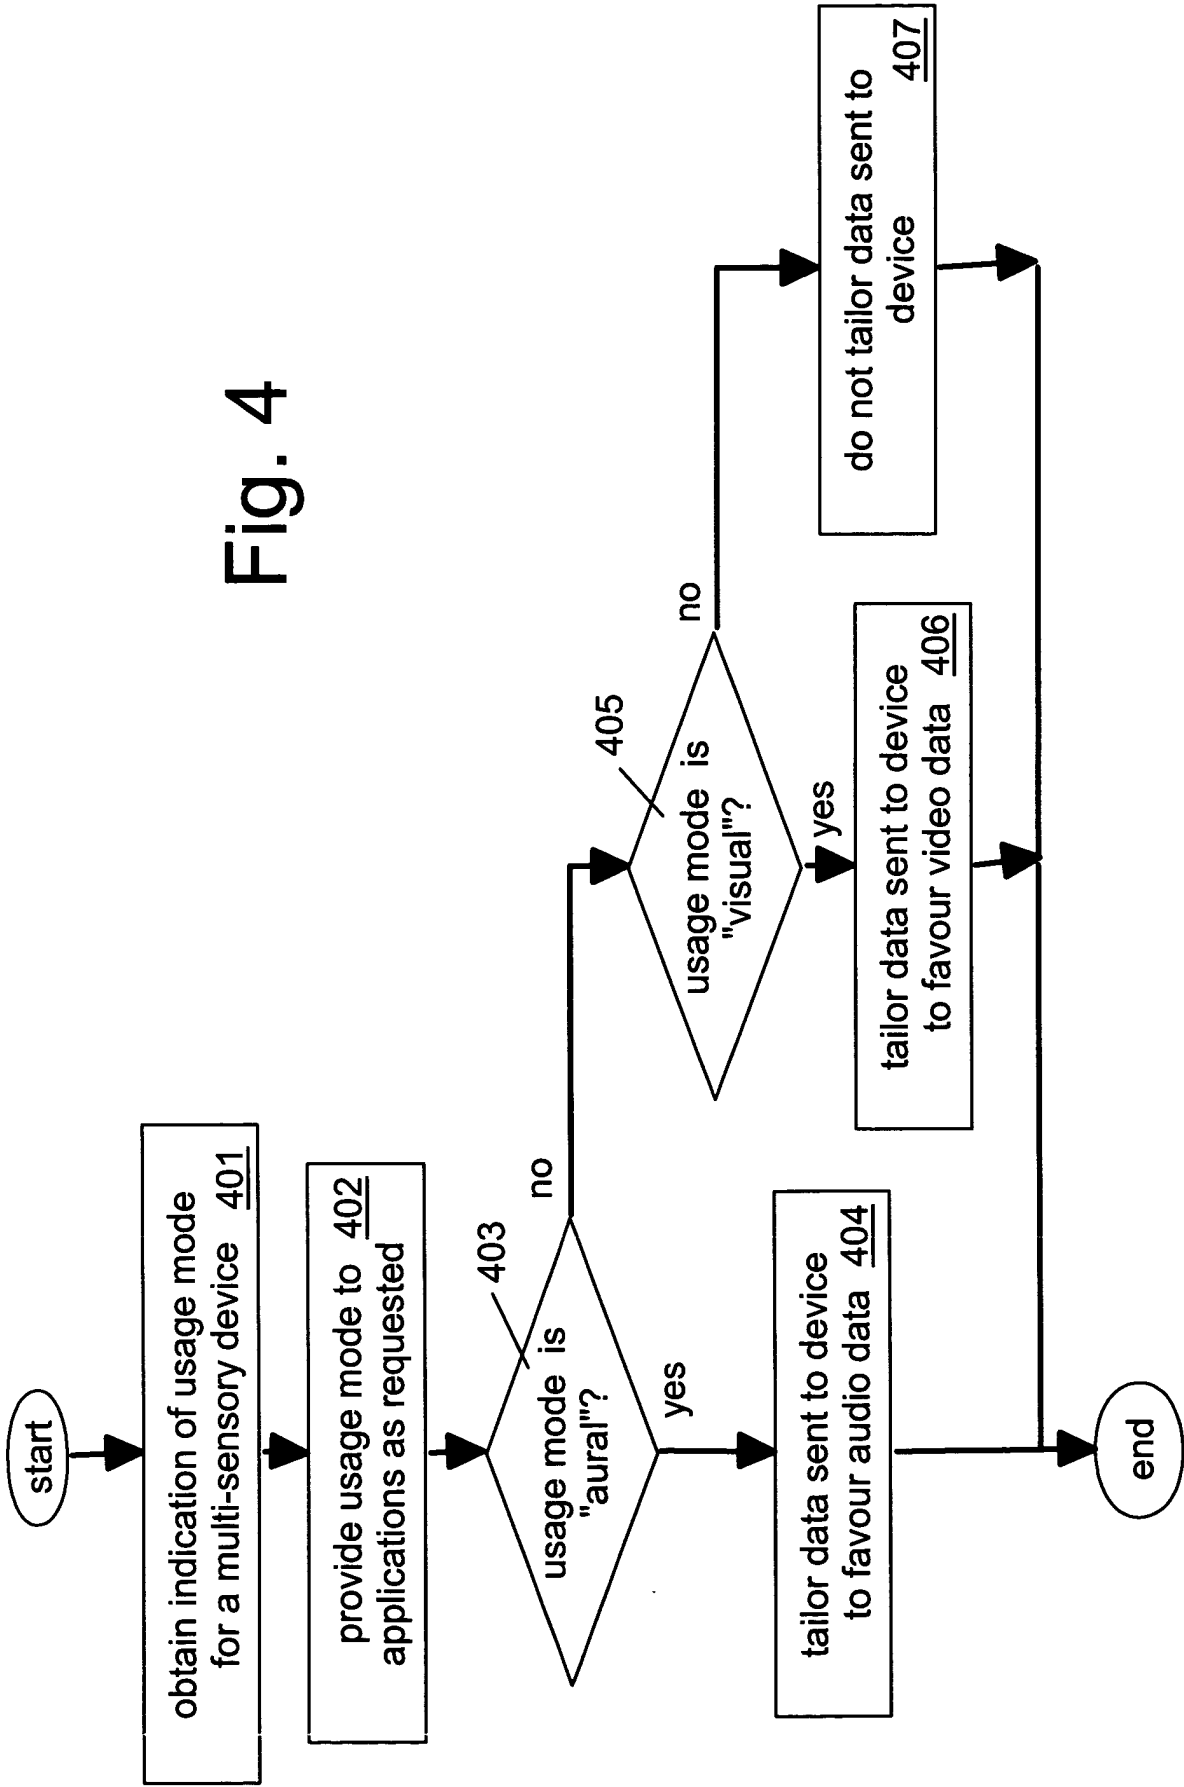 Fig. 4
start
obtain indication of usage mode
for a multi-sensory device 401
provide usage mode to 402
applications as requested
403
usage mode is
"aural"?
no
yes
tailor data sent to device
to favour audio data 404
405
usage mode is
"visual"?
no
yes
tailor data sent to device
to favour video data 406
do not tailor data sent to
device 407
end